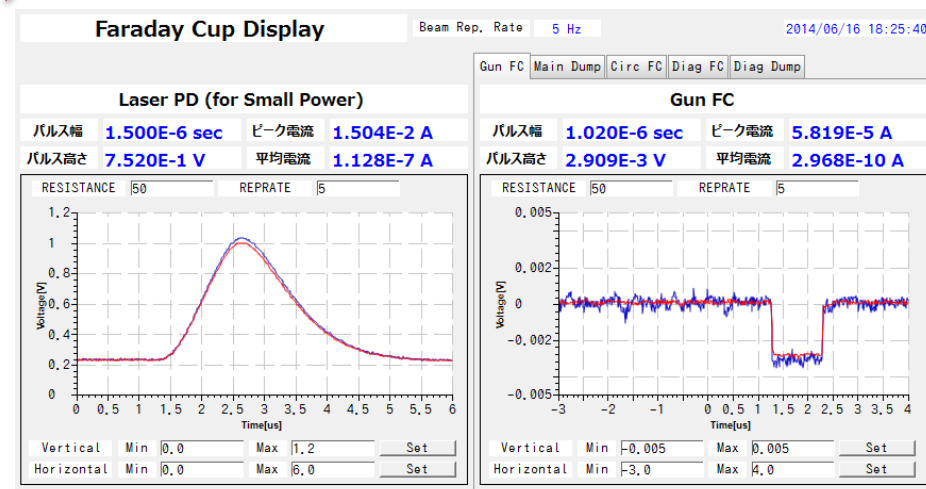 Faraday Cup Display
Beam Rep. Rate 5 Hz
2014/06/16 18:25:40
Gun FC Main Dump Circ FC Diag FC Diag Dump
Laser PD (for Small Power)
パルス幅 1.500E-6 sec ピーク電流 1.504E-2 A
パルス高さ 7.520E-1 V 平均電流 1.128E-7 A
RESISTANCE 50 REPRATE 5
1.2
1
0.8
0.6
0.4
0.2
0
Voltage[V]
0 0.5 1 1.5 2 2.5 3 3.5 4 4.5 5 5.5 6
Time[us]
Vertical Min 0.0 Max 1.2 Set
Horizontal Min 0.0 Max 6.0 Set
Gun FC
パルス幅 1.020E-6 sec ピーク電流 5.819E-5 A
パルス高さ 2.909E-3 V 平均電流 2.968E-10 A
RESISTANCE 50 REPRATE 5
0.005
0.002
0
-0.002
-0.005
Voltage[V]
-3 -2 -1 0 0.5 1 1.5 2 2.5 3 3.5 4
Time[us]
Vertical Min -0.005 Max 0.005 Set
Horizontal Min -3.0 Max 4.0 Set